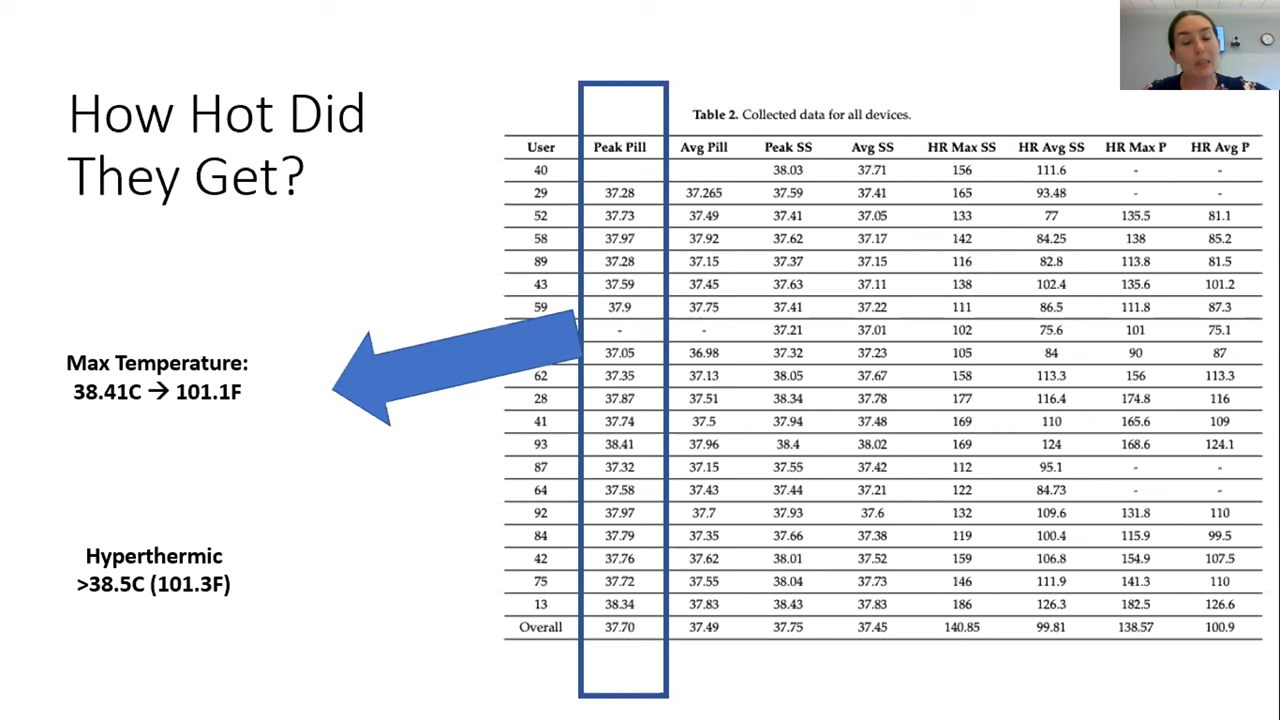 How Hot Did
They Get?
Max Temperature:
38.41C → 101.1F
Hyperthermic
>38.5C (101.3F)
Table 2. Collected data for all devices.
User Peak Pill Avg Pill Peak SS Avg SS HR Max SS HR Avg SS HR Max P HR Avg P
40 38.03 37.71 156 111.6 - -
29 37.28 37.265 37.59 37.41 165 93.48 - -
52 37.73 37.49 37.41 37.05 133 77 135.5 81.1
58 37.97 37.92 37.62 37.17 142 84.25 138 85.2
89 37.28 37.15 37.37 37.15 116 82.8 113.8 81.5
43 37.59 37.45 37.63 37.11 138 102.4 135.6 101.2
59 37.9 37.75 37.41 37.22 111 86.5 111.8 87.3
- - 37.21 37.01 102 75.6 101 75.1
37.05 36.98 37.32 37.23 105 84 90 87
62 37.35 37.13 38.05 37.67 158 113.3 156 113.3
28 37.87 37.51 38.34 37.78 177 116.4 174.8 116
41 37.74 37.5 37.94 37.48 169 110 165.6 109
93 38.41 37.96 38.4 38.02 169 124 168.6 124.1
87 37.32 37.15 37.55 37.42 112 95.1 - -
64 37.58 37.43 37.44 37.21 122 84.73 - -
92 37.97 37.7 37.93 37.6 132 109.6 131.8 110
84 37.79 37.35 37.66 37.38 119 100.4 115.9 99.5
42 37.76 37.62 38.01 37.52 159 106.8 154.9 107.5
75 37.72 37.55 38.04 37.73 146 111.9 141.3 110
13 38.34 37.83 38.43 37.83 186 126.3 182.5 126.6
Overall 37.70 37.49 37.75 37.45 140.85 99.81 138.57 100.9